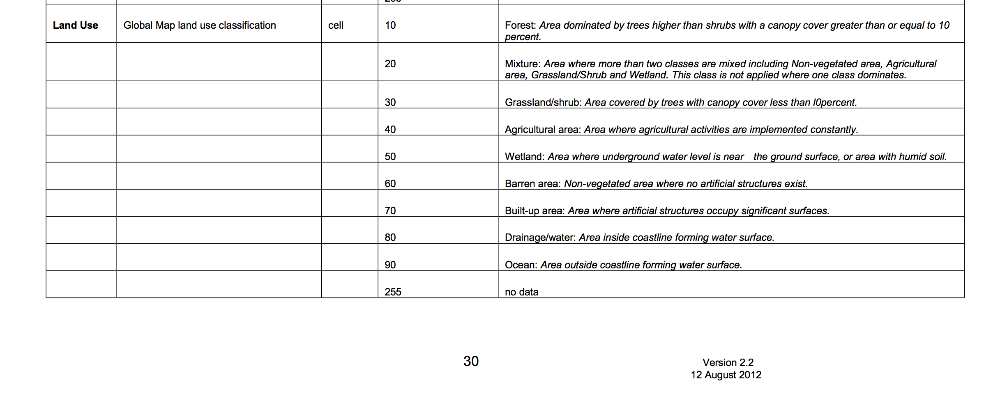 Land Use Global Map land use classification cell 10 Forest: Area dominated by trees higher than shrubs with a canopy cover greater than or equal to 10
percent.
20 Mixture: Area where more than two classes are mixed including Non-vegetated area, Agricultural
area, Grassland/Shrub and Wetland. This class is not applied where one class dominates.
30 Grassland/shrub: Area covered by trees with canopy cover less than l0percent.
40 Agricultural area: Area where agricultural activities are implemented constantly.
50 Wetland: Area where underground water level is near the ground surface, or area with humid soil.
60 Barren area: Non-vegetated area where no artificial structures exist.
70 Built-up area: Area where artificial structures occupy significant surfaces.
80 Drainage/water: Area inside coastline forming water surface.
90 Ocean: Area outside coastline forming water surface.
255 no data
30 Version 2.2
12 August 2012